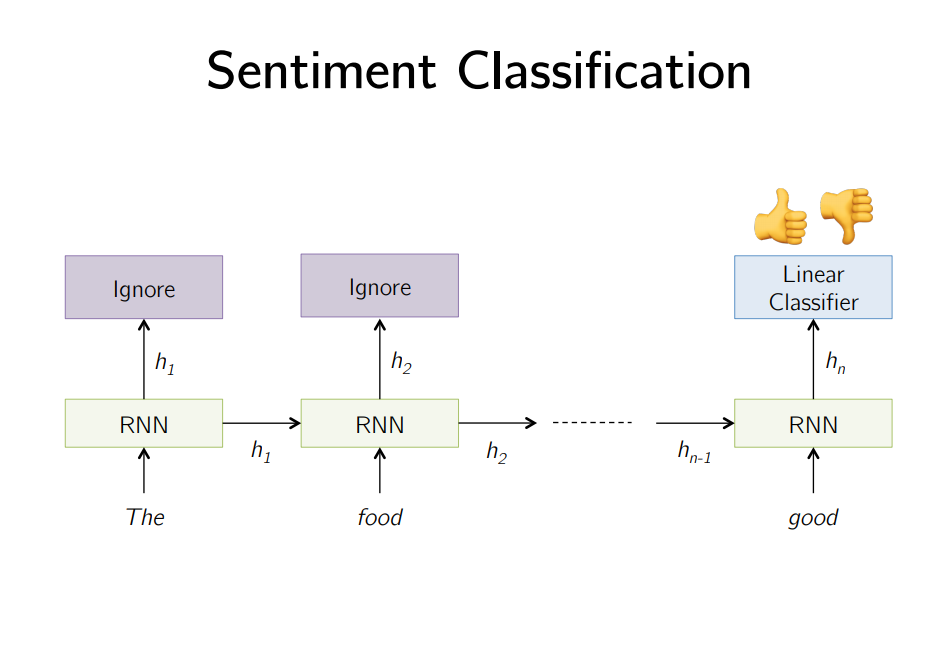 Sentiment Classification
Ignore
Ignore
Linear
Classifier
h1
h2
hn
RNN
RNN
RNN
h1
h2
hn-1
The
food
good